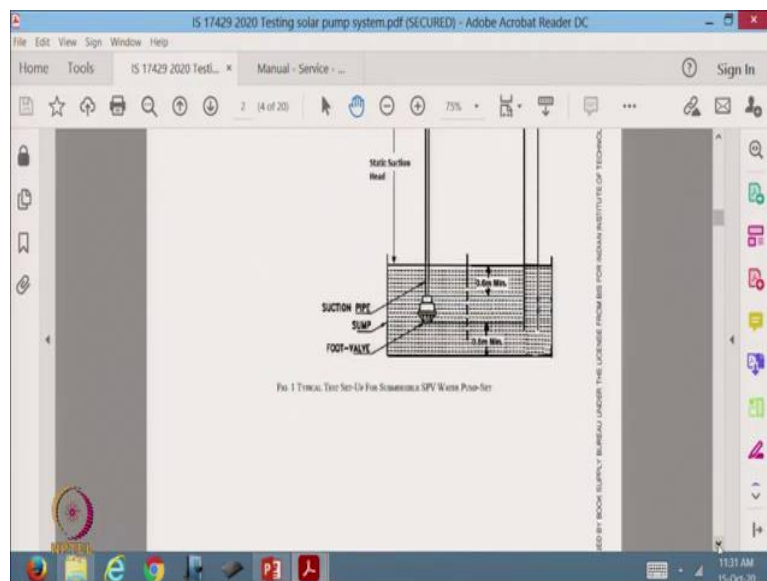 IS 17429 2020 Testing solar pump system.pdf (SECURED) - Adobe Acrobat Reader DC
File Edit View Sign Window Help
Home Tools IS 17429 2020 Testi... × Manual - Service - ... Sign In
2 (4 of 20) 75%
Static Suction
Head
0.6m Min.
SUCTION PIPE
SUMP
FOOT-VALVE
0.6m Min.
FIG. 1 TYPICAL TEST SET-UP FOR SUBMERSIBLE SPV WATER PUMP-SET
ED BY BOOK SUPPLY BUREAU UNDER THE LICENSE FROM BIS FOR INDIAN INSTITUTE OF TECHNOL
NPTEL
11:31 AM
15-Oct-20